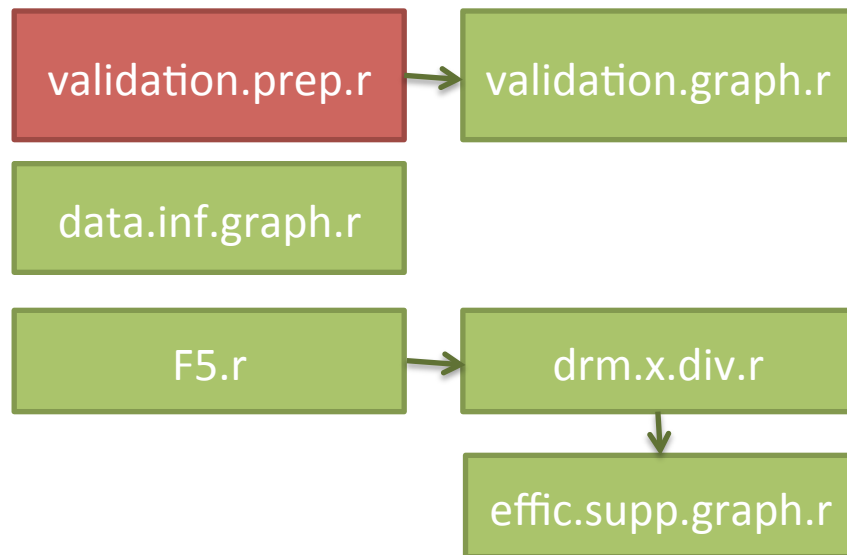 validation.prep.r
validation.graph.r
data.inf.graph.r
F5.r
drm.x.div.r
effic.supp.graph.r